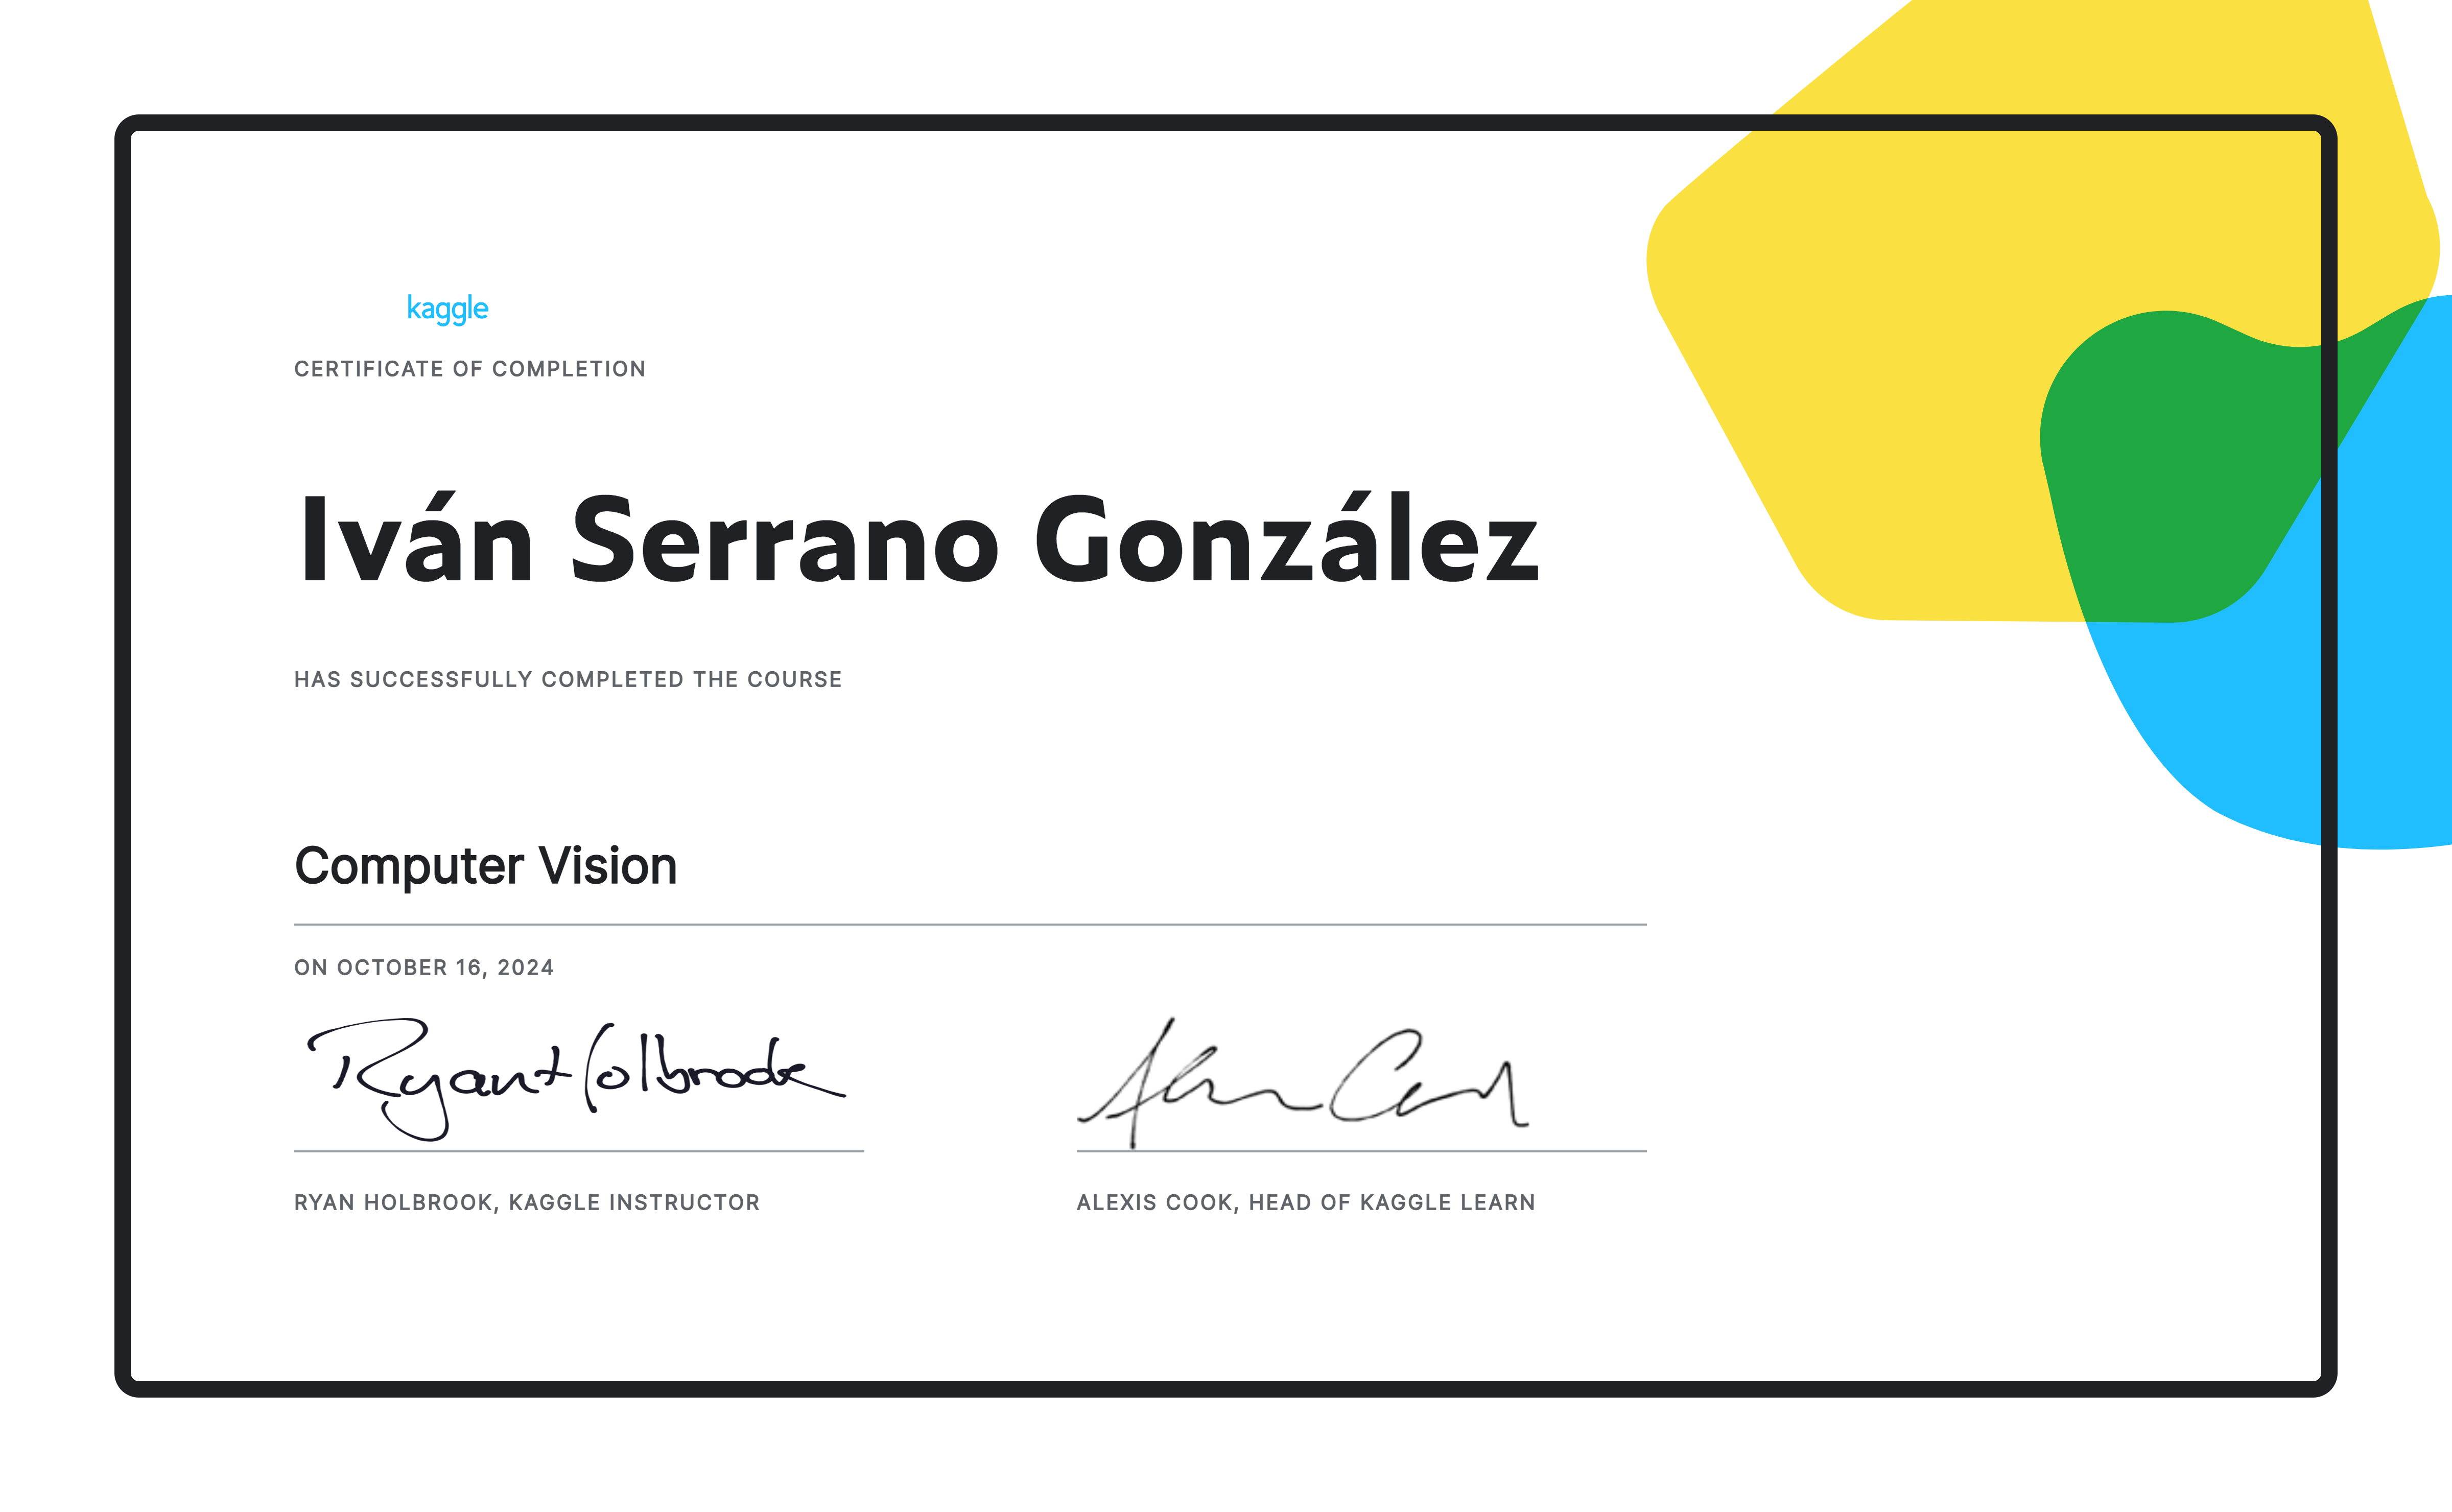 kaggle
CERTIFICATE OF COMPLETION
Iván Serrano González
HAS SUCCESSFULLY COMPLETED THE COURSE
Computer Vision
ON OCTOBER 16, 2024
Ryan Holbrook
RYAN HOLBROOK, KAGGLE INSTRUCTOR
ALEXIS COOK, HEAD OF KAGGLE LEARN